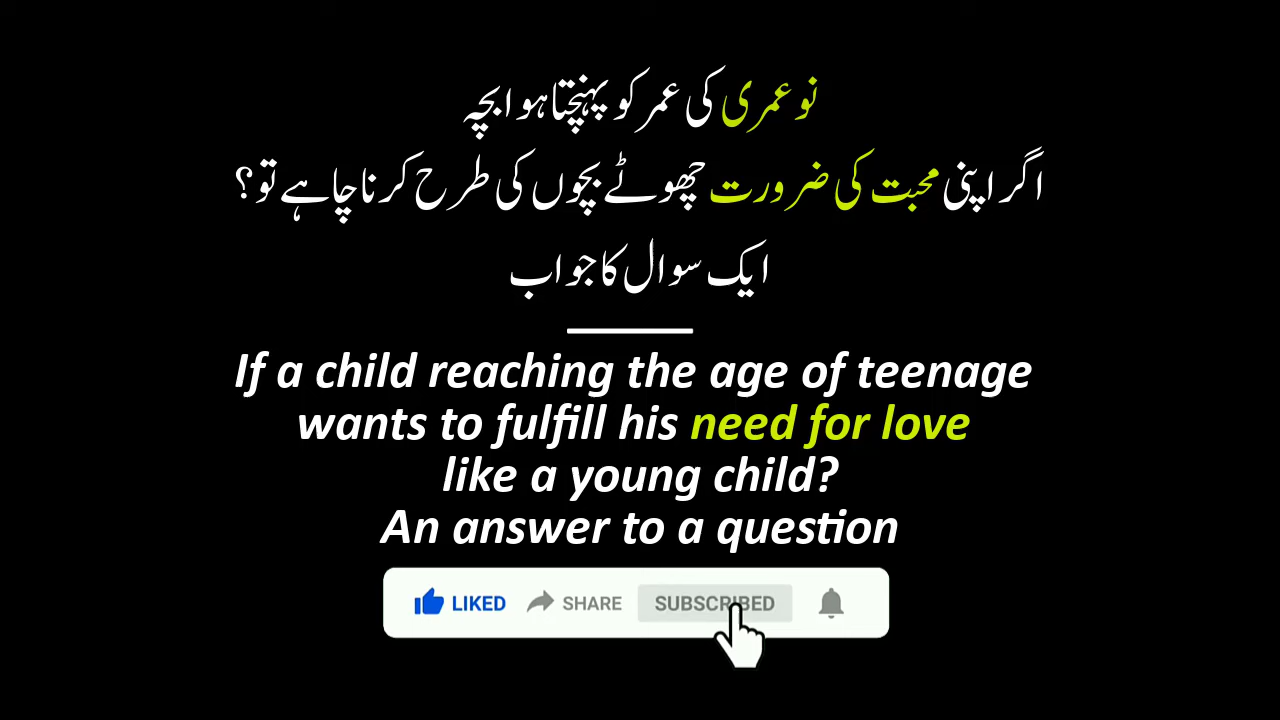 نوعمری کی عمر کو پہنچتا ہوا بچہ
اگر اپنی محبت کی ضرورت چھوٹے بچوں کی طرح کرنا چاہے تو؟
ایک سوال کا جواب
If a child reaching the age of teenage
wants to fulfill his need for love
like a young child?
An answer to a question
LIKED SHARE SUBSCRIBED